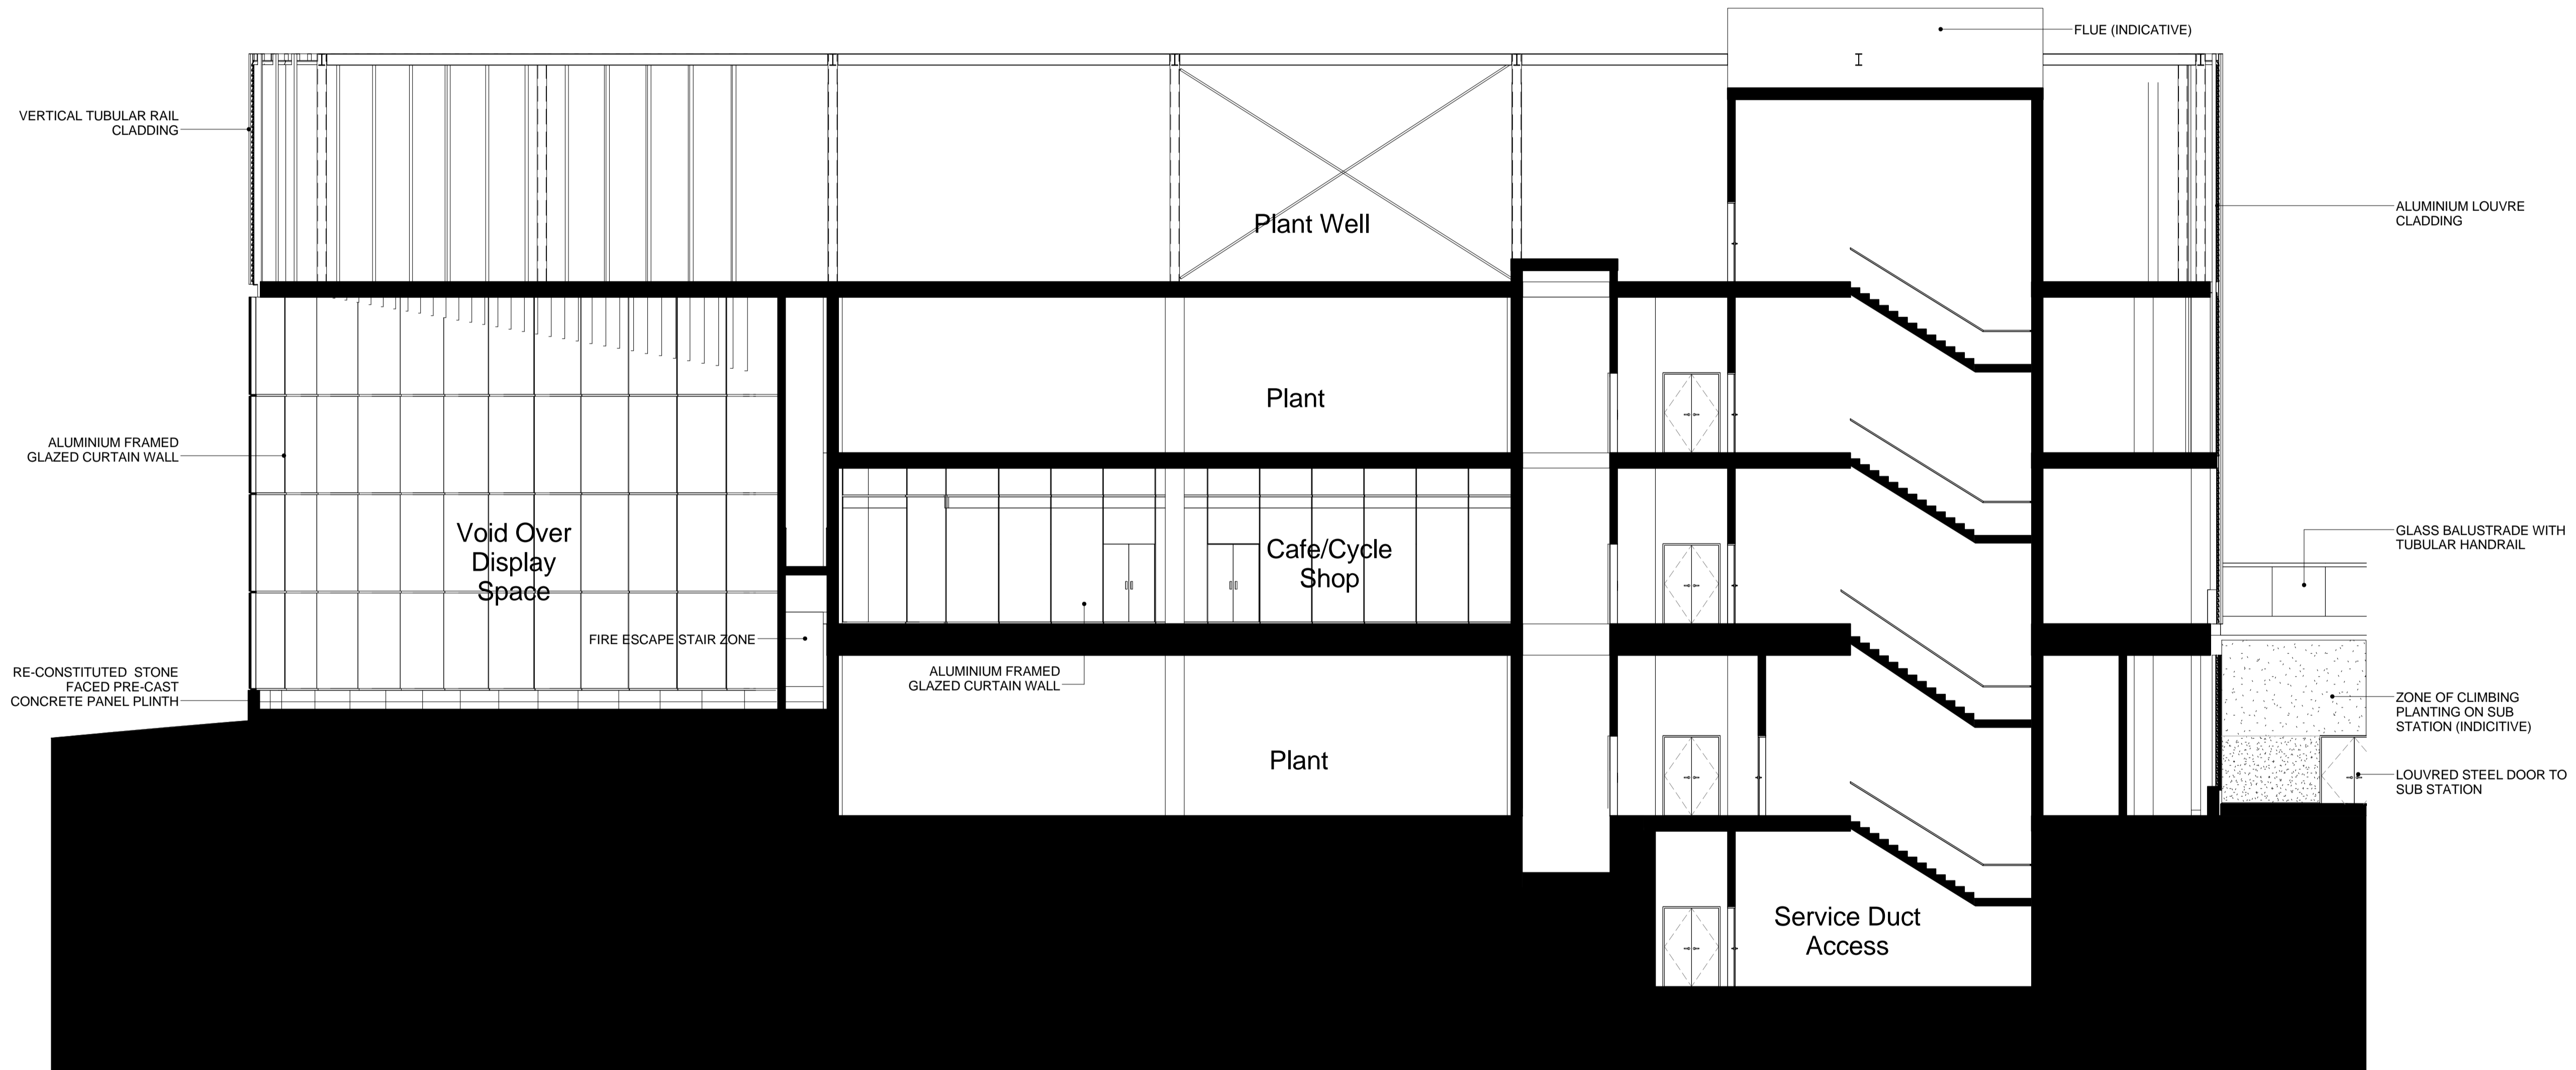 FLUE (INDICATIVE)
VERTICAL TUBULAR RAIL
CLADDING
ALUMINIUM LOUVRE
CLADDING
Plant Well
Plant
ALUMINIUM FRAMED
GLAZED CURTAIN WALL
Void Over
Display
Space
Cafe/Cycle
Shop
GLASS BALUSTRADE WITH
TUBULAR HANDRAIL
FIRE ESCAPE STAIR ZONE
RE-CONSTITUTED STONE
FACED PRE-CAST
CONCRETE PANEL PLINTH
ALUMINIUM FRAMED
GLAZED CURTAIN WALL
ZONE OF CLIMBING
PLANTING ON SUB
STATION (INDICITIVE)
Plant
LOUVRED STEEL DOOR TO
SUB STATION
Service Duct
Access